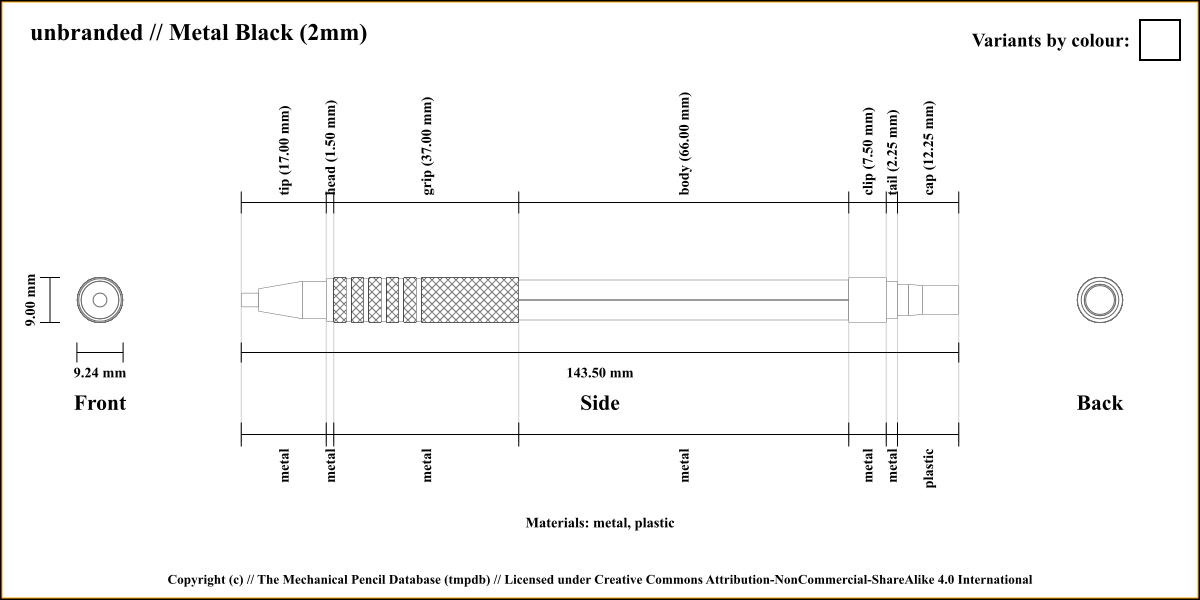 unbranded // Metal Black (2mm)
Variants by colour:
tip (17.00 mm)
head (1.50 mm)
grip (37.00 mm)
body (66.00 mm)
clip (7.50 mm)
tail (2.25 mm)
cap (12.25 mm)
9.00 mm
9.24 mm
143.50 mm
Front
Side
Back
metal
metal
metal
metal
metal
metal
plastic
Materials: metal, plastic
Copyright (c) // The Mechanical Pencil Database (tmpdb) // Licensed under Creative Commons Attribution-NonCommercial-ShareAlike 4.0 International